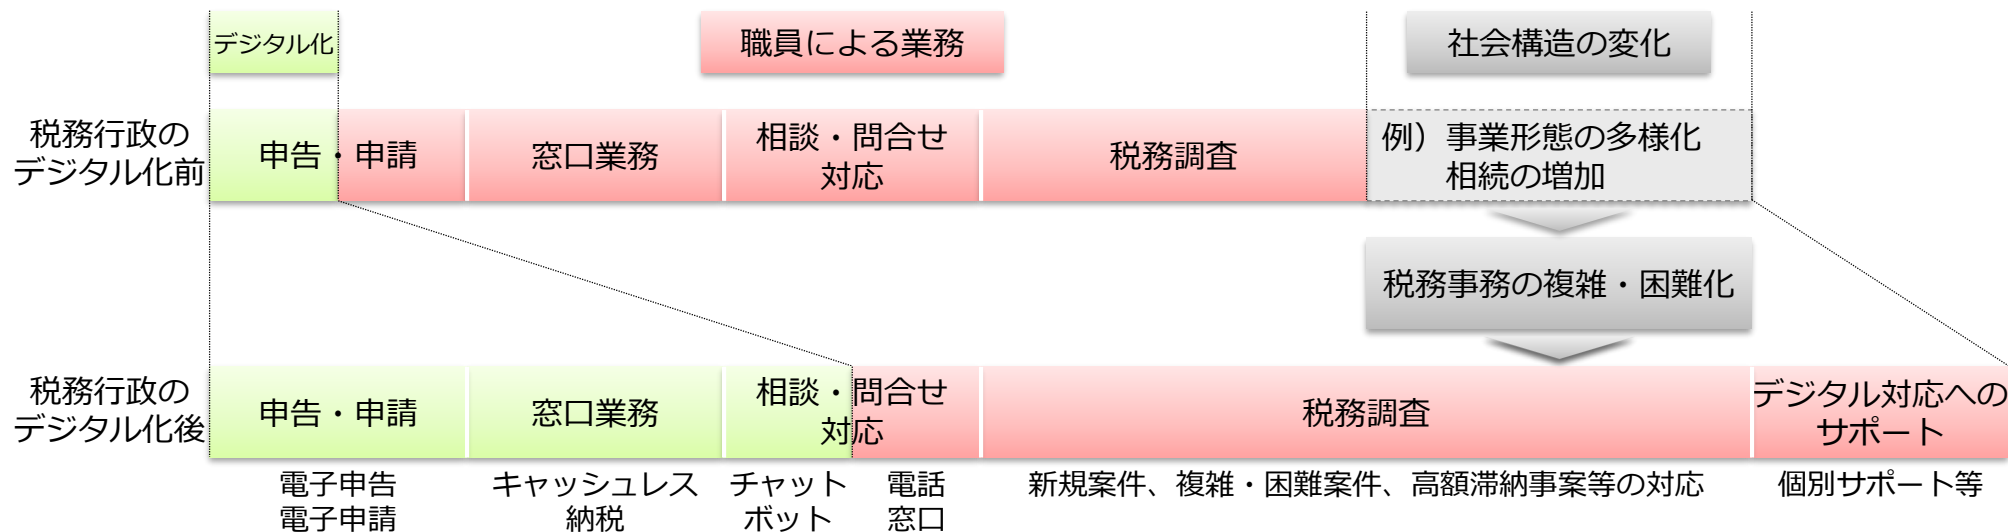 デジタル化
職員による業務
社会構造の変化
税務行政の
デジタル化前
申告・申請
窓口業務
相談・問合せ
対応
税務調査
例）事業形態の多様化
相続の増加
税務事務の複雑・困難化
税務行政の
デジタル化後
申告・申請
窓口業務
相談・問合せ
対応
税務調査
デジタル対応への
サポート
電子申告
電子申請
キャッシュレス
納税
チャット
ボット
電話
窓口
新規案件、複雑・困難案件、高額滞納事案等の対応
個別サポート等